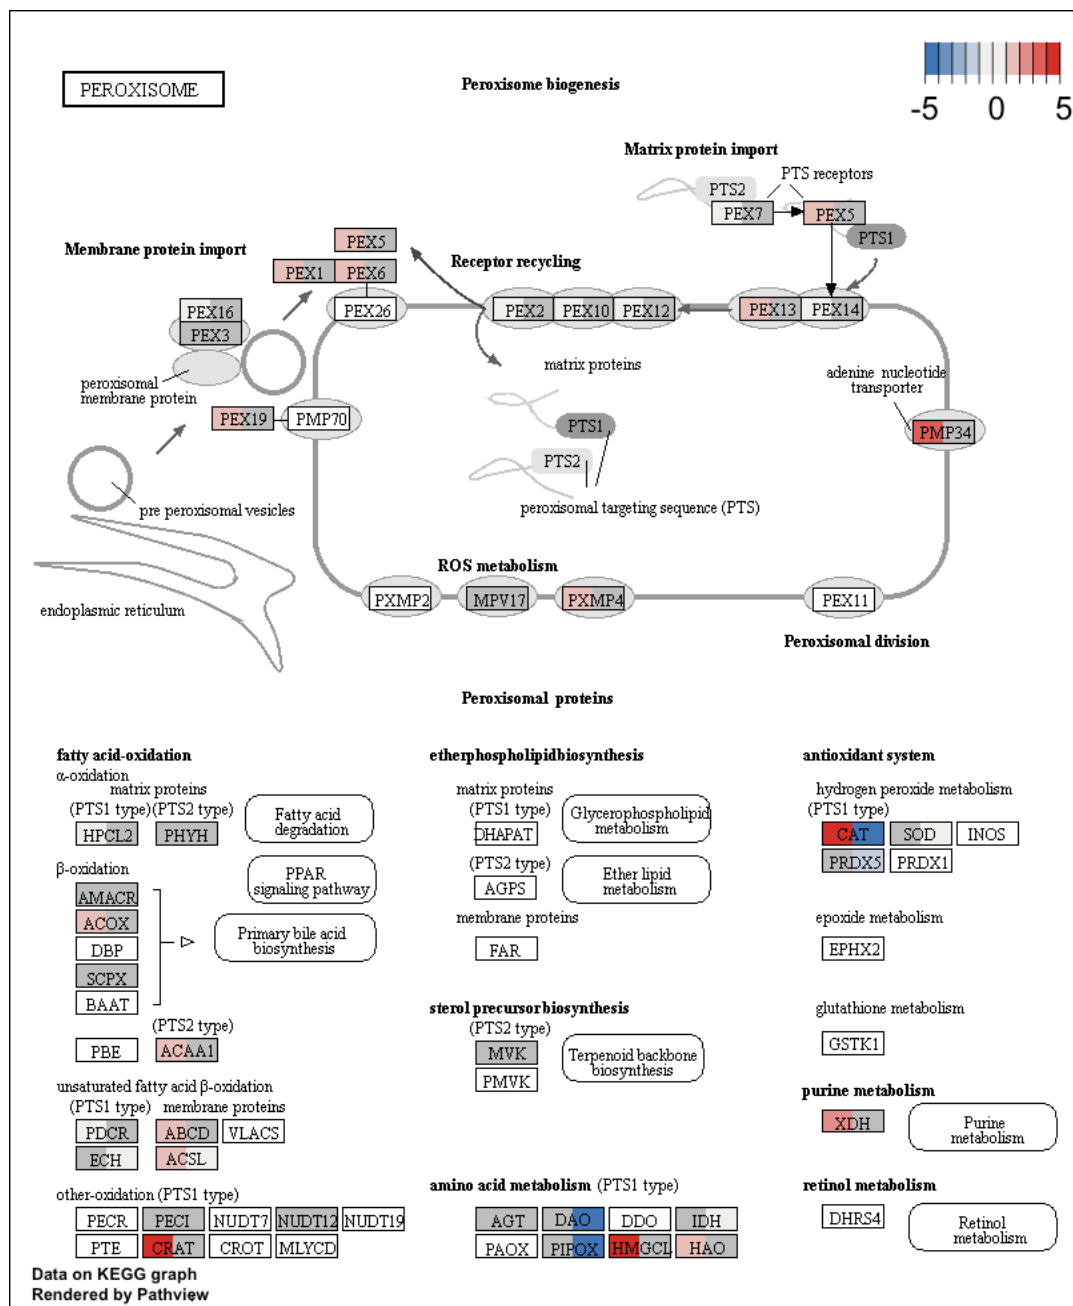 -5 0 5
PEROXISOME
Peroxisome biogenesis
Matrix protein import
PTS2
PTS receptors
PEX7
PEX5
PTS1
Membrane protein import
PEX5
Receptor recycling
PEX1
PEX6
PEX16
PEX3
PEX26
PEX2
PEX10
PEX12
PEX13
PEX14
matrix proteins
adenine nucleotide
transporter
peroxisomal
membrane protein
PEX19
PMP70
PTS1
PMP34
PTS2
pre peroxisomal vesicles
peroxisomal targeting sequence (PTS)
ROS metabolism
endoplasmic reticulum
PXMP2
MPV17
PXMP4
PEX11
Peroxisomal division
Peroxisomal proteins
fatty acid-oxidation
α-oxidation
matrix proteins
(PTS1 type) (PTS2 type)
HPCL2
PHYH
Fatty acid
degradation
β-oxidation
PPAR
signaling pathway
AMACR
ACOX
DBP
SCPX
BAAT
Primary bile acid
biosynthesis
(PTS2 type)
PBE
ACAA1
unsaturated fatty acid β-oxidation
(PTS1 type) membrane proteins
PDCR
ABCD
VLACS
ECH
ACSL
other-oxidation (PTS1 type)
PECR
PECI
NUDT7
NUDT12
NUDT19
PTE
CRAT
CROT
MLYCD
etherphospholipidbiosynthesis
matrix proteins
(PTS1 type)
DHAPAT
Glycerophospholipid
metabolism
(PTS2 type)
AGPS
Ether lipid
metabolism
membrane proteins
FAR
sterol precursor biosynthesis
(PTS2 type)
MVK
PMVK
Terpenoid backbone
biosynthesis
amino acid metabolism (PTS1 type)
AGT
DAO
DDO
IDH
PAOX
PIPOX
HMGCL
HAO
antioxidant system
hydrogen peroxide metabolism
(PTS1 type)
CAT
SOD
INOS
PRDX5
PRDX1
epoxide metabolism
EPHX2
glutathione metabolism
GSTK1
purine metabolism
XDH
Purine
metabolism
retinol metabolism
DHRS4
Retinol
metabolism
Data on KEGG graph
Rendered by Pathview